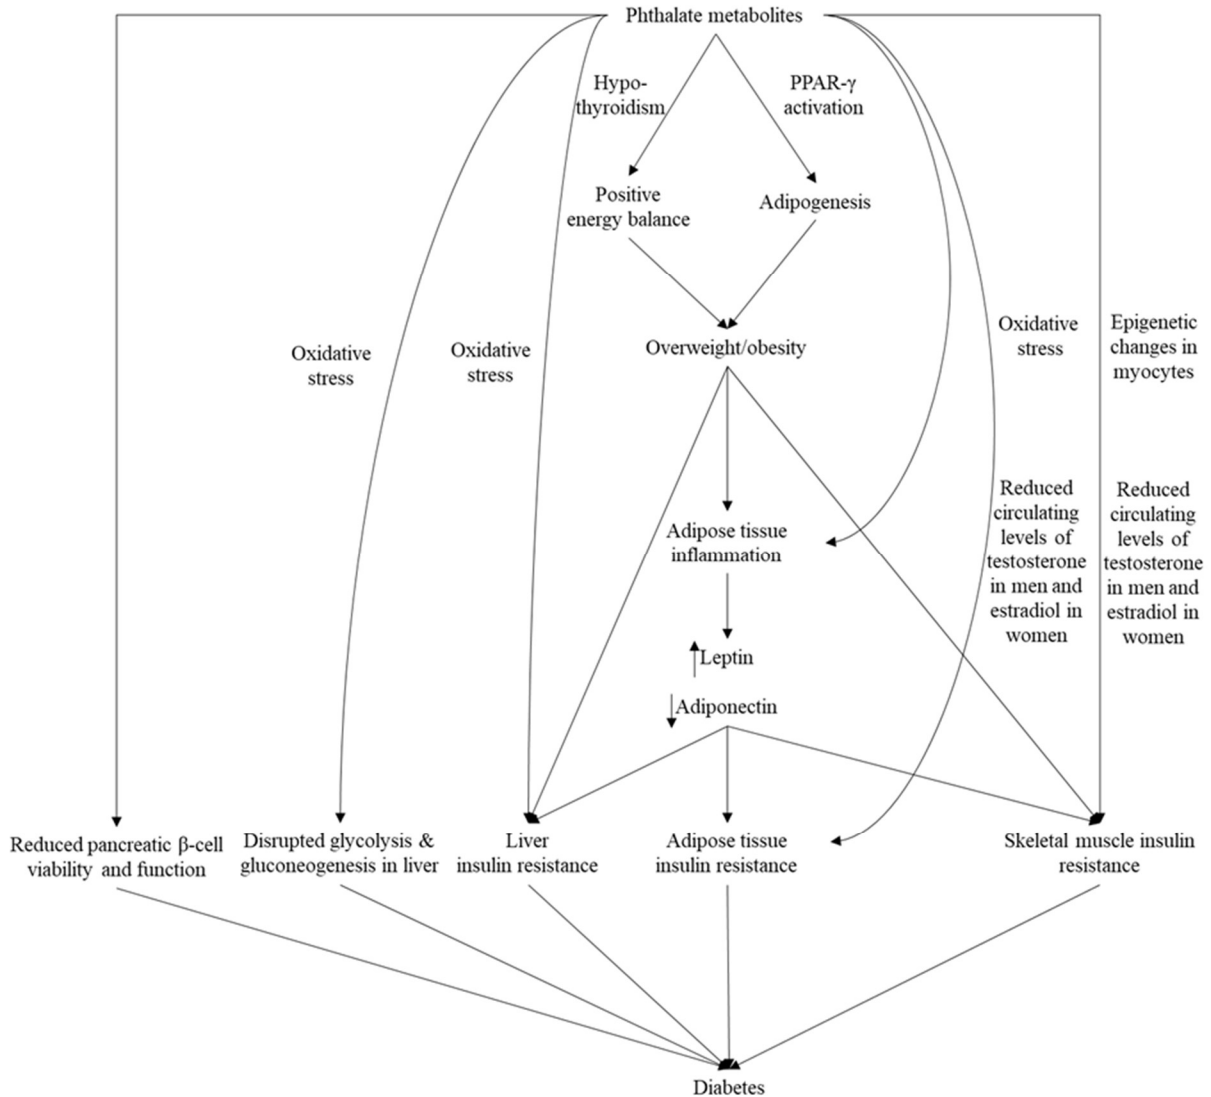 Phthalate metabolites
Hypo-
thyroidism
PPAR-γ
activation
Positive
energy balance
Adipogenesis
Oxidative
stress
Oxidative
stress
Overweight/obesity
Oxidative
stress
Epigenetic
changes in
myocytes
Adipose tissue
inflammation
Reduced
circulating
levels of
testosterone
in men and
estradiol in
women
Reduced
circulating
levels of
testosterone
in men and
estradiol in
women
Leptin
Adiponectin
Reduced pancreatic β-cell
viability and function
Disrupted glycolysis &
gluconeogenesis in liver
Liver
insulin resistance
Adipose tissue
insulin resistance
Skeletal muscle insulin
resistance
Diabetes